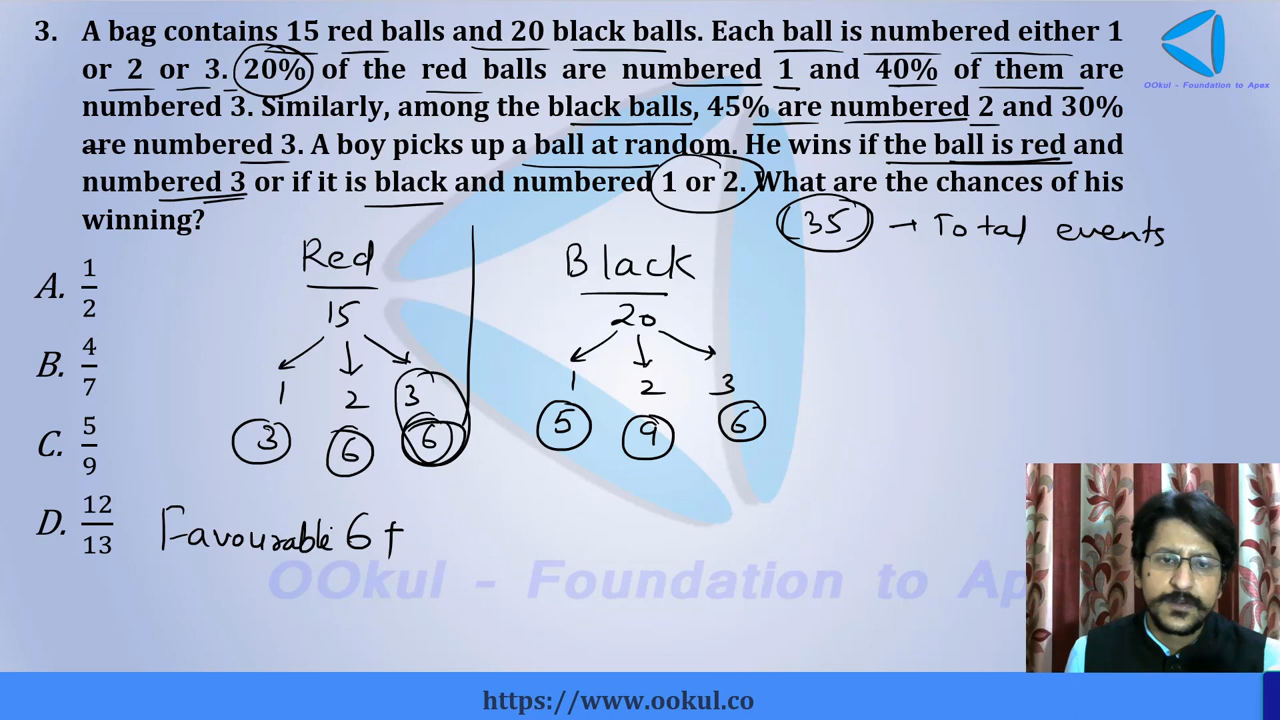 3. A bag contains 15 red balls and 20 black balls. Each ball is numbered either 1
or 2 or 3. 20% of the red balls are numbered 1 and 40% of them are
numbered 3. Similarly, among the black balls, 45% are numbered 2 and 30%
are numbered 3. A boy picks up a ball at random. He wins if the ball is red and
numbered 3 or if it is black and numbered 1 or 2. What are the chances of his
winning?
OOkul - Foundation to Apex
35 → Total events
Red
Black
15
20
1 2 3
1 2 3
3 6 6
5 9 6
A. 1/2
B. 4/7
C. 5/9
D. 12/13
Favourable 6 +
OOkul - Foundation to Ap
https://www.ookul.co